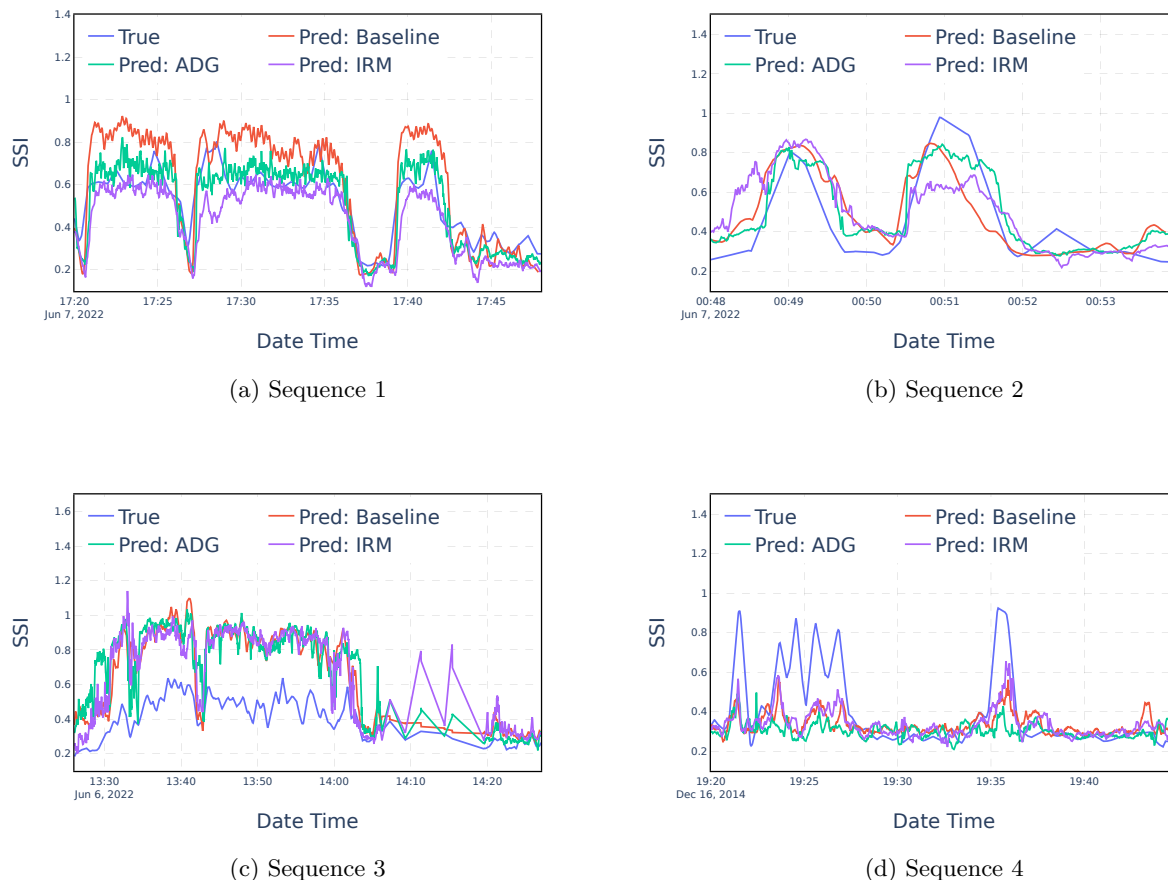 1.4
1.2
1
0.8
0.6
0.4
0.2
SSI
True
Pred: Baseline
Pred: ADG
Pred: IRM
17:20
17:25
17:30
17:35
17:40
17:45
Jun 7, 2022
Date Time
(a) Sequence 1
1.4
1.2
1
0.8
0.6
0.4
0.2
SSI
True
Pred: Baseline
Pred: ADG
Pred: IRM
00:48
00:49
00:50
00:51
00:52
00:53
Jun 7, 2022
Date Time
(b) Sequence 2
1.6
1.4
1.2
1
0.8
0.6
0.4
0.2
SSI
True
Pred: Baseline
Pred: ADG
Pred: IRM
13:30
13:40
13:50
14:00
14:10
14:20
Jun 6, 2022
Date Time
(c) Sequence 3
1.4
1.2
1
0.8
0.6
0.4
0.2
SSI
True
Pred: Baseline
Pred: ADG
Pred: IRM
19:20
19:25
19:30
19:35
19:40
Dec 16, 2014
Date Time
(d) Sequence 4